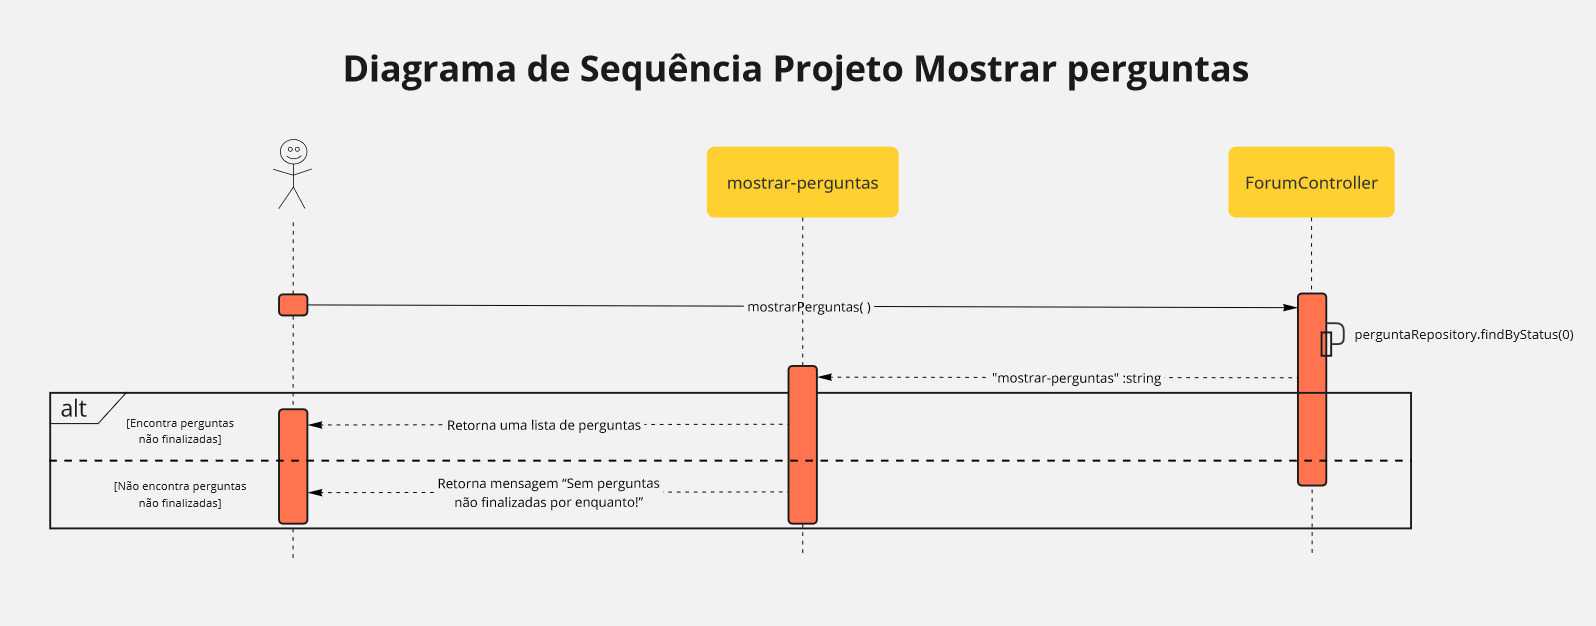 Diagrama de Sequência Projeto Mostrar perguntas
mostrar-perguntas
ForumController
mostrarPerguntas( )
perguntaRepository.findByStatus(0)
"mostrar-perguntas" :string
alt
[Encontra perguntas
não finalizadas]
Retorna uma lista de perguntas
[Não encontra perguntas
não finalizadas]
Retorna mensagem “Sem perguntas
não finalizadas por enquanto!”